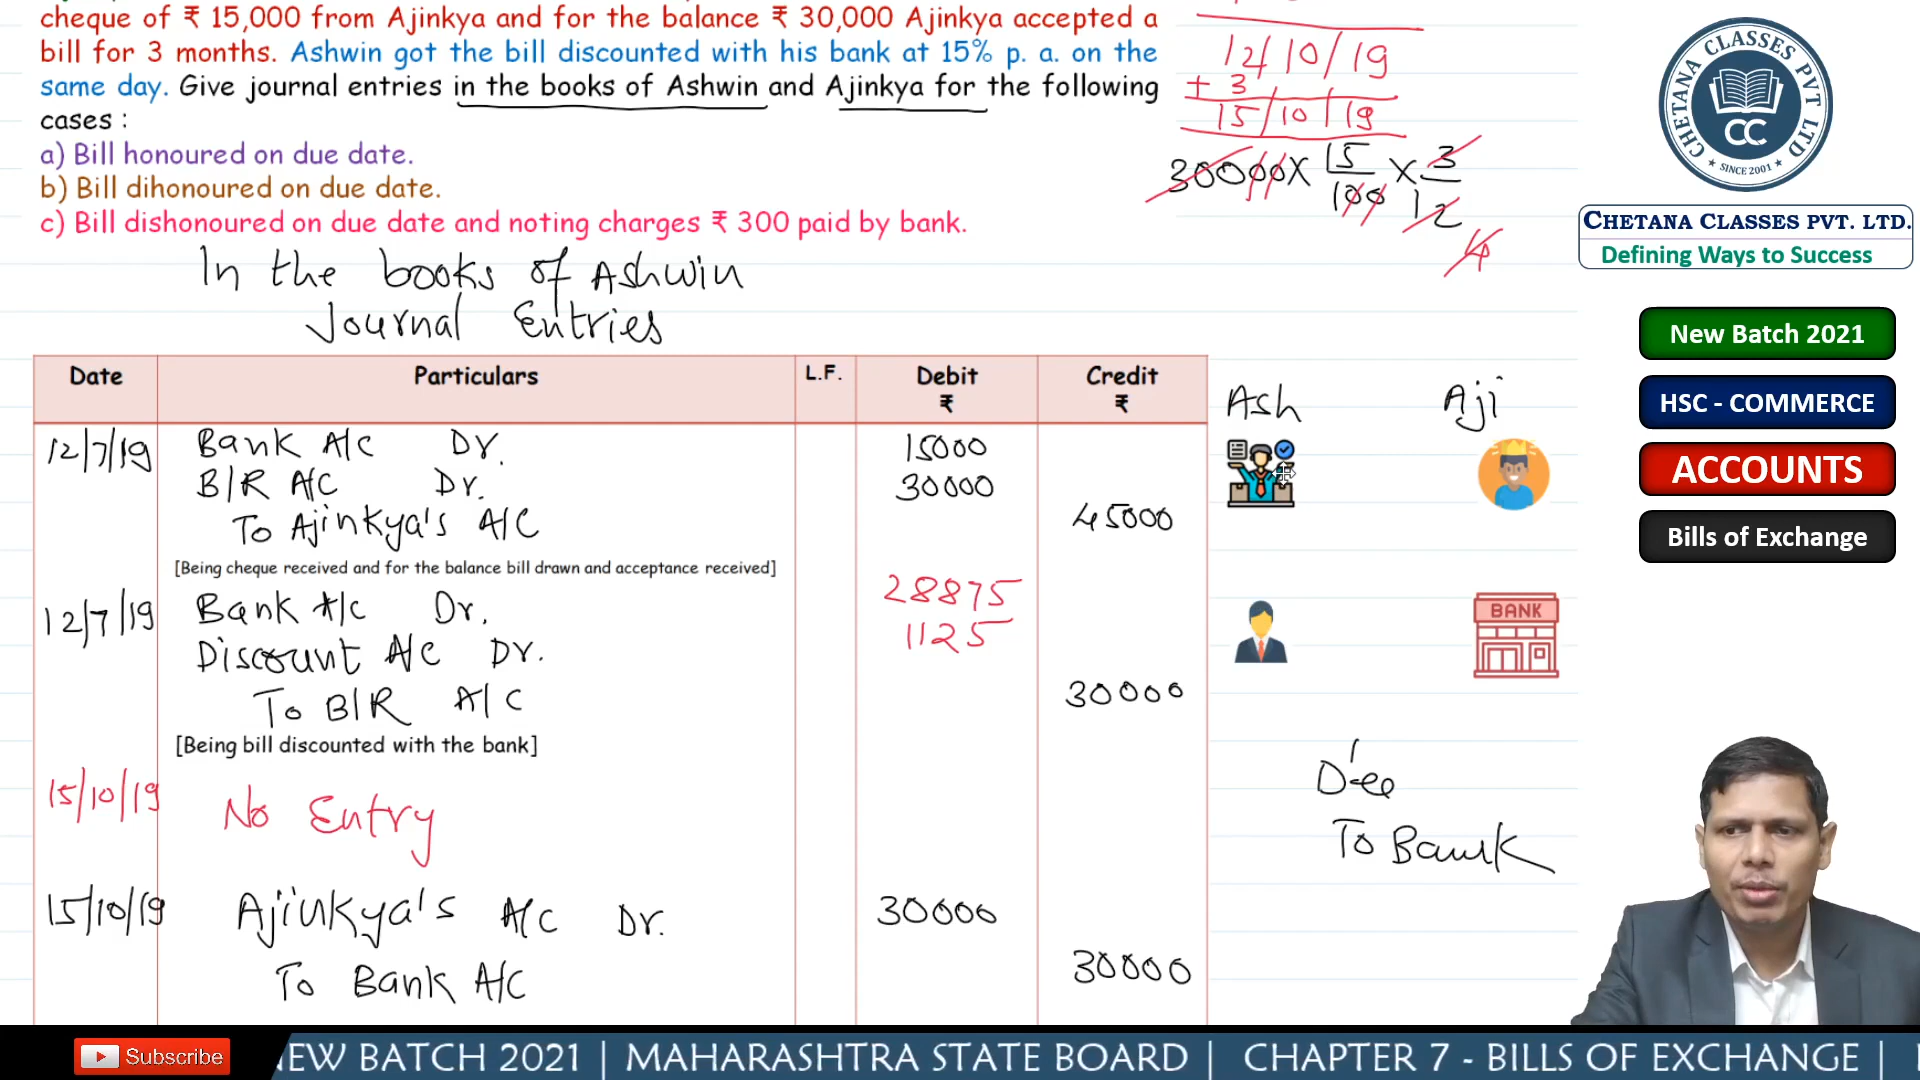 cheque of ₹ 15,000 from Ajinkya and for the balance ₹ 30,000 Ajinkya accepted a
bill for 3 months. Ashwin got the bill discounted with his bank at 15% p. a. on the
same day. Give journal entries in the books of Ashwin and Ajinkya for the following
cases :
a) Bill honoured on due date.
b) Bill dihonoured on due date.
c) Bill dishonoured on due date and noting charges ₹ 300 paid by bank.
12/10/19
+ 3
15/10/19
30000 x 15/100 x 3/12
4
In the books of Ashwin
Journal Entries
Date Particulars L.F. Debit ₹ Credit ₹
12/7/19 Bank A/C Dr. 15000
B/R A/C Dr. 30000
To Ajinkya's A/C 45000
[Being cheque received and for the balance bill drawn and acceptance received]
12/7/19 Bank A/c Dr. 28875
Discount A/C Dr. 1125
To B/R A/C 30000
[Being bill discounted with the bank]
15/10/19 No Entry
15/10/19 Ajinkya's A/C Dr. 30000
To Bank A/C 30000
Ash Aji
BANK
D'ee
To Bank
CHETANA CLASSES PVT LTD
CC
SINCE 2001
CHETANA CLASSES PVT. LTD.
Defining Ways to Success
New Batch 2021
HSC - COMMERCE
ACCOUNTS
Bills of Exchange
Subscribe
NEW BATCH 2021 | MAHARASHTRA STATE BOARD | CHAPTER 7 - BILLS OF EXCHANGE |